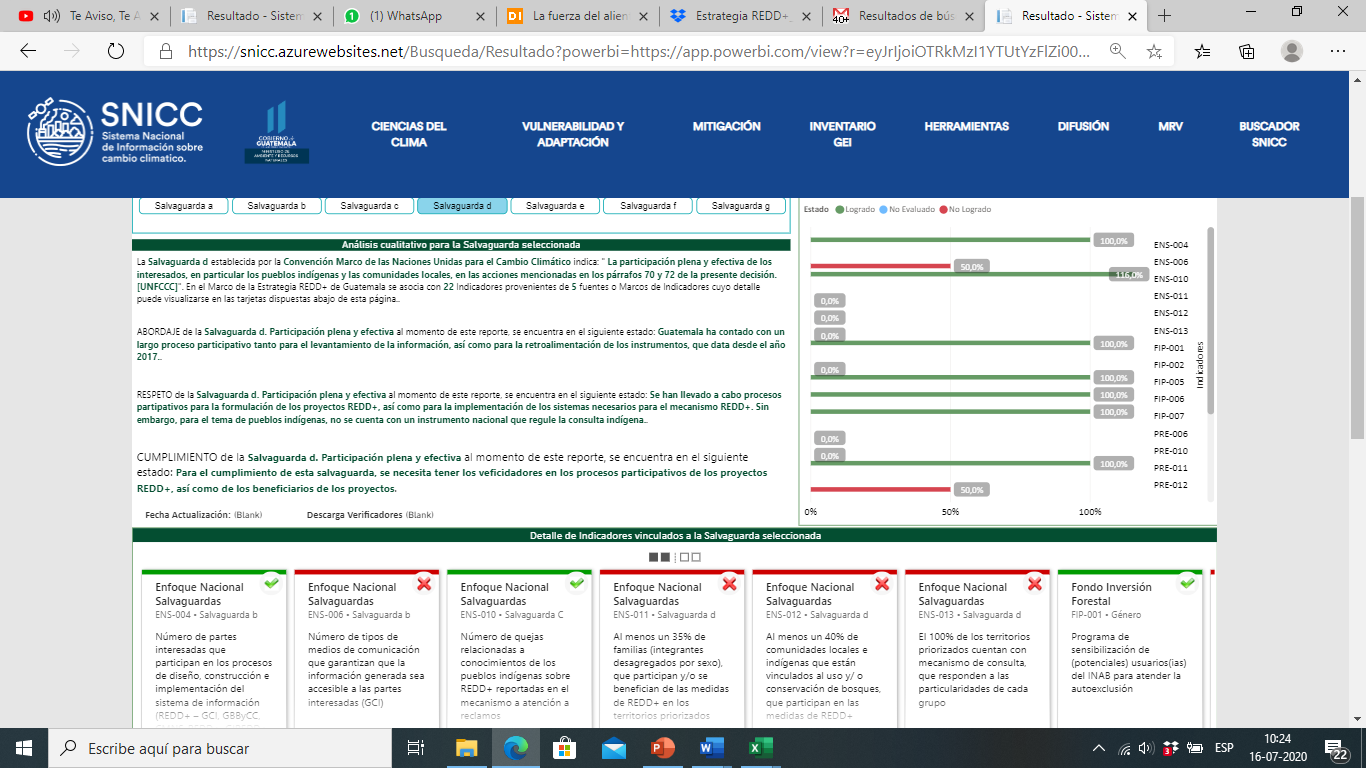 Te Aviso, Te A
Resultado - Sistem
(1) WhatsApp
La fuerza del alien
Estrategia REDD+,
Resultados de bús
Resultado - Sistem
https://snicc.azurewebsites.net/Busqueda/Resultado?powerbi=https://app.powerbi.com/view?r=eyJrIjoiOTRkMzI1YTUtYzFlZi00...
SNICC
Sistema Nacional
de Información sobre
cambio climatico.
GOBIERNO de
GUATEMALA
MINISTERIO DE
AMBIENTE Y RECURSOS
NATURALES
CIENCIAS DEL
CLIMA
VULNERABILIDAD Y
ADAPTACIÓN
MITIGACIÓN
INVENTARIO
GEI
HERRAMIENTAS
DIFUSIÓN
MRV
BUSCADOR
SNICC
Salvaguarda a
Salvaguarda b
Salvaguarda c
Salvaguarda d
Salvaguarda e
Salvaguarda f
Salvaguarda g
Análisis cualitativo para la Salvaguarda seleccionada
La Salvaguarda d establecida por la Convención Marco de las Naciones Unidas para el Cambio Climático indica: " La participación plena y efectiva de los
interesados, en particular los pueblos indígenas y las comunidades locales, en las acciones mencionadas en los párrafos 70 y 72 de la presente decisión.
[UNFCCC]". En el Marco de la Estrategia REDD+ de Guatemala se asocia con 22 Indicadores provenientes de 5 fuentes o Marcos de Indicadores cuyo detalle
puede visualizarse en las tarjetas dispuestas abajo de esta página..
ABORDAJE de la Salvaguarda d. Participación plena y efectiva al momento de este reporte, se encuentra en el siguiente estado: Guatemala ha contado con un
largo proceso participativo tanto para el levantamiento de la información, así como para la retroalimentación de los instrumentos, que data desde el año
2017..
RESPETO de la Salvaguarda d. Participación plena y efectiva al momento de este reporte, se encuentra en el siguiente estado: Se han llevado a cabo procesos
partipativos para la formulación de los proyectos REDD+, así como para la implementación de los sistemas necesarios para el mecanismo REDD+. Sin
embargo, para el tema de pueblos indígenas, no se cuenta con un instrumento nacional que regule la consulta indígena..
CUMPLIMIENTO de la Salvaguarda d. Participación plena y efectiva al momento de este reporte, se encuentra en el siguiente
estado: Para el cumplimiento de esta salvaguarda, se necesita tener los veficidadores en los procesos participativos de los proyectos
REDD+, así como de los beneficiarios de los proyectos.
Fecha Actualización: (Blank)
Descarga Verificadores (Blank)
Estado Logrado No Evaluado No Logrado
100,0%
50,0%
116,0%
0,0%
0,0%
0,0%
100,0%
0,0%
100,0%
100,0%
100,0%
0,0%
0,0%
100,0%
50,0%
ENS-004
ENS-006
ENS-010
ENS-011
ENS-012
ENS-013
FIP-001
FIP-002
FIP-005
FIP-006
FIP-007
PRE-006
PRE-010
PRE-011
PRE-012
Indicadores
0%
50%
100%
Detalle de Indicadores vinculados a la Salvaguarda seleccionada
Enfoque Nacional
Salvaguardas
ENS-004 • Salvaguarda b
Número de partes
interesadas que
participan en los procesos
de diseño, construcción e
implementación del
sistema de información
(REDD+ – GCI, GBByCC,
Enfoque Nacional
Salvaguardas
ENS-006 • Salvaguarda b
Número de tipos de
medios de comunicación
que garantizan que la
información generada sea
accesible a las partes
interesadas (GCI)
Enfoque Nacional
Salvaguardas
ENS-010 • Salvaguarda C
Número de quejas
relacionadas a
conocimientos de los
pueblos indígenas sobre
REDD+ reportadas en el
mecanismo a atención a
reclamos
Enfoque Nacional
Salvaguardas
ENS-011 • Salvaguarda d
Al menos un 35% de
familias (integrantes
desagregados por sexo),
que participan y/o se
benefician de las medidas
de REDD+ en los
territorios priorizados
Enfoque Nacional
Salvaguardas
ENS-012 • Salvaguarda d
Al menos un 40% de
comunidades locales e
indígenas que están
vinculados al uso y/ o
conservación de bosques,
que participan en las
medidas de REDD+
Enfoque Nacional
Salvaguardas
ENS-013 • Salvaguarda d
El 100% de los territorios
priorizados cuentan con
mecanismo de consulta,
que responden a las
particularidades de cada
grupo
Fondo Inversión
Forestal
FIP-001 • Género
Programa de
sensibilización de
(potenciales) usuarios(ias)
del INAB para atender la
autoexclusión
Escribe aquí para buscar
ESP
10:24
16-07-2020
22